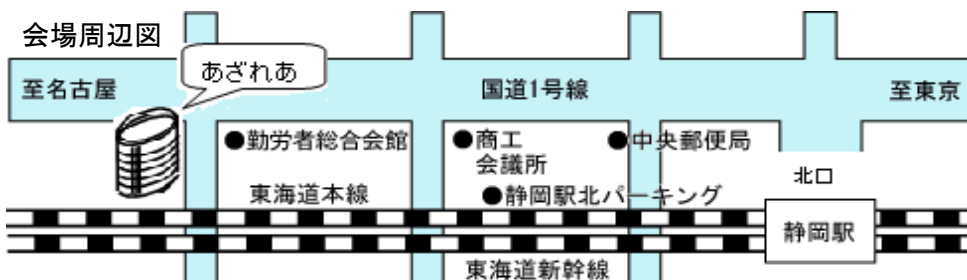 会場周辺図
あざれあ
至名古屋
国道1号線
至東京
●勤労者総合会館
●商工
会議所
●中央郵便局
北口
東海道本線
●静岡駅北パーキング
静岡駅
東海道新幹線